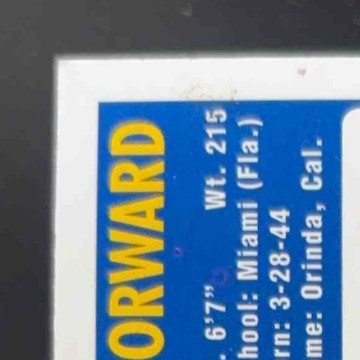 ORWARD
. 6'7" Wt. 215
hool: Miami (Fla.)
rn: 3-28-44
me: Orinda, Cal.